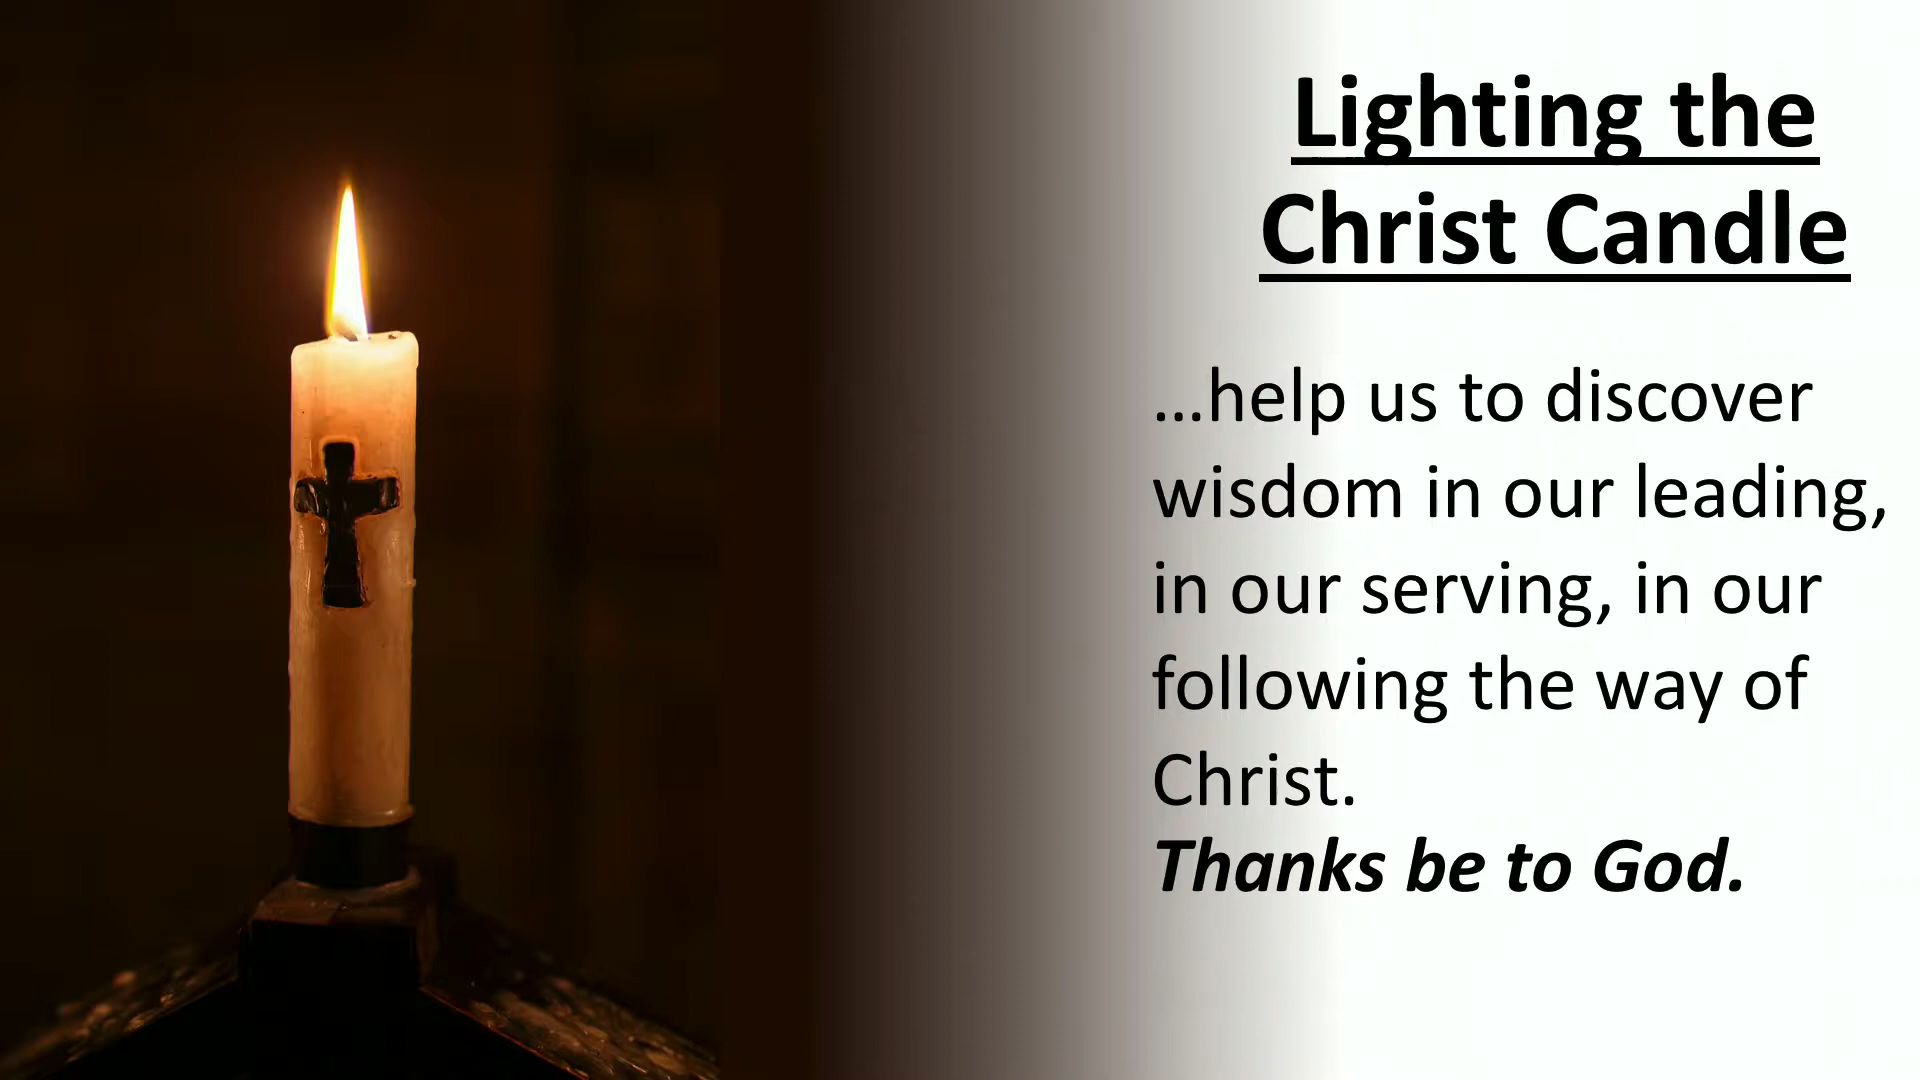 Lighting the
Christ Candle
...help us to discover
wisdom in our leading,
in our serving, in our
following the way of
Christ.
Thanks be to God.